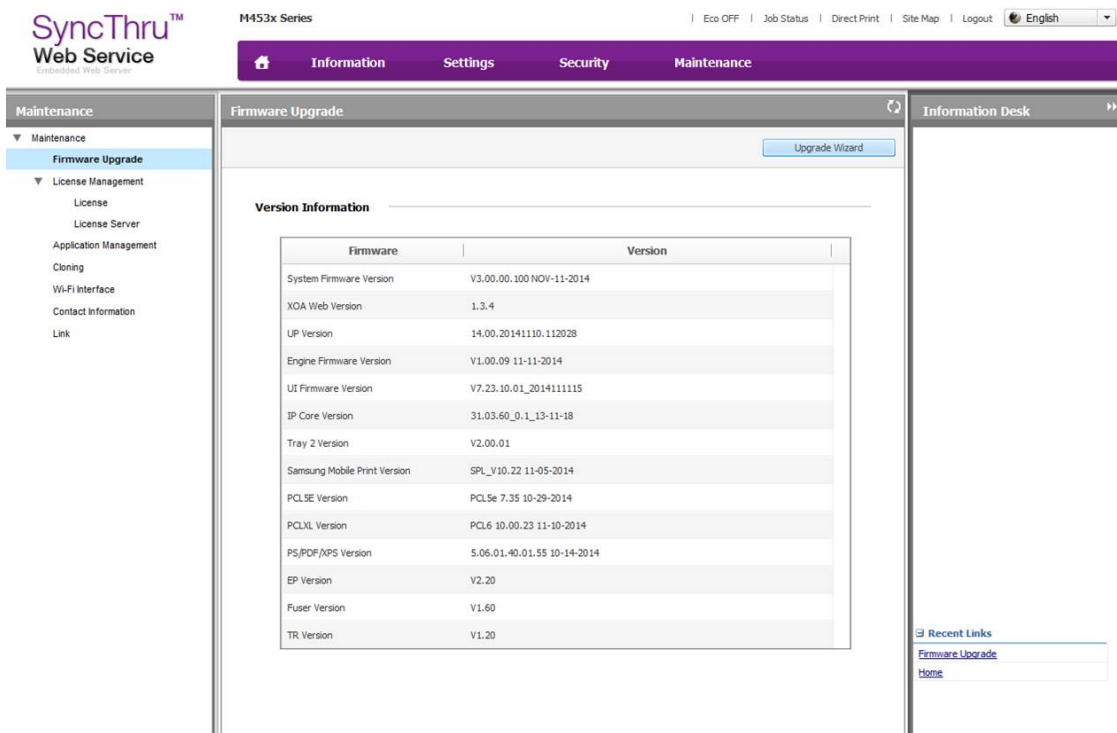 SyncThru™
Web Service
Embedded Web Server
M453x Series
Eco OFF | Job Status | Direct Print | Site Map | Logout
English
Information Settings Security Maintenance
Maintenance
Maintenance
Firmware Upgrade
License Management
License
License Server
Application Management
Cloning
Wi-Fi Interface
Contact Information
Link
Firmware Upgrade
Upgrade Wizard
Version Information
Firmware Version
System Firmware Version V3.00.00.100 NOV-11-2014
XOA Web Version 1.3.4
UP Version 14.00.20141110.112028
Engine Firmware Version V1.00.09 11-11-2014
UI Firmware Version V7.23.10.01_2014111115
IP Core Version 31.03.60_0.1_13-11-18
Tray 2 Version V2.00.01
Samsung Mobile Print Version SPL_V10.22 11-05-2014
PCL5E Version PCL5e 7.35 10-29-2014
PCLXL Version PCL6 10.00.23 11-10-2014
PS/PDF/XPS Version 5.06.01.40.01.55 10-14-2014
EP Version V2.20
Fuser Version V1.60
TR Version V1.20
Information Desk
Recent Links
Firmware Upgrade
Home